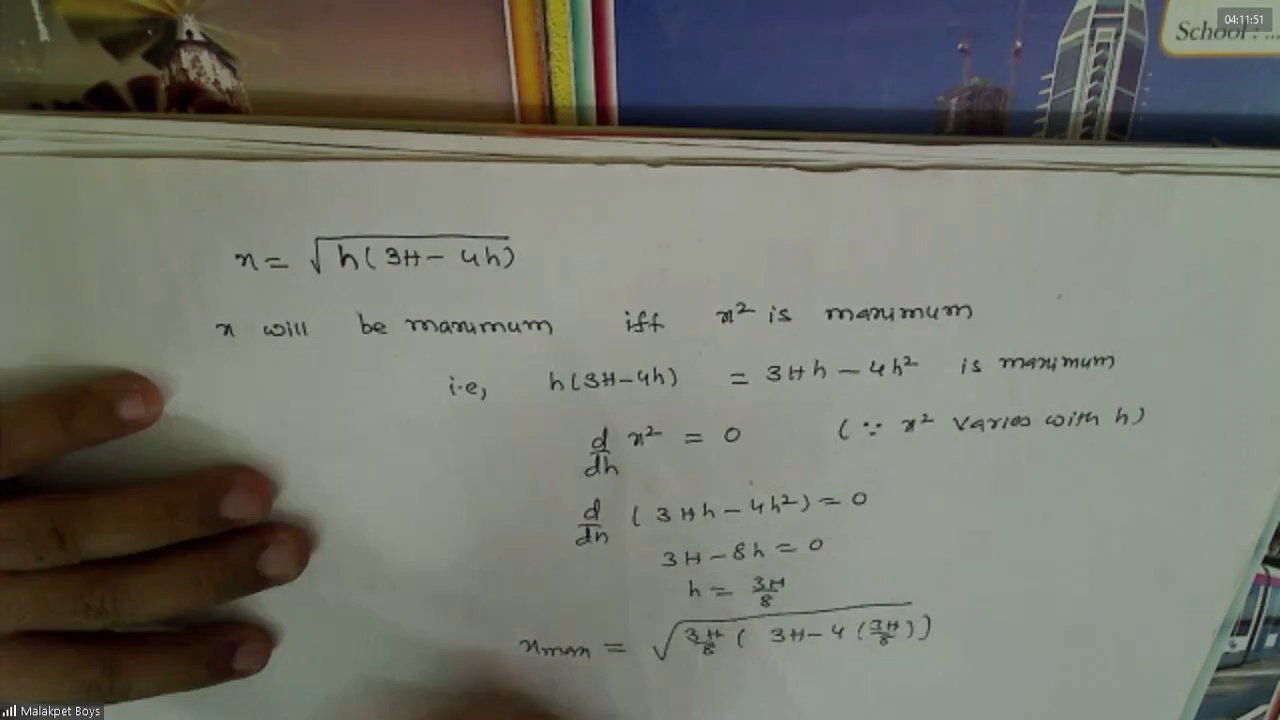 04:11:51
School : ...
x = √h(3H - 4h)
x will be maximum iff x² is maximum
i.e, h(3H-4h) = 3Hh - 4h² is maximum
d/dh x² = 0 (∵ x² varies with h)
d/dh (3Hh - 4h²) = 0
3H - 8h = 0
h = 3H/8
xmax = √3H/8 ( 3H - 4 (3H/8))
Malakpet Boys